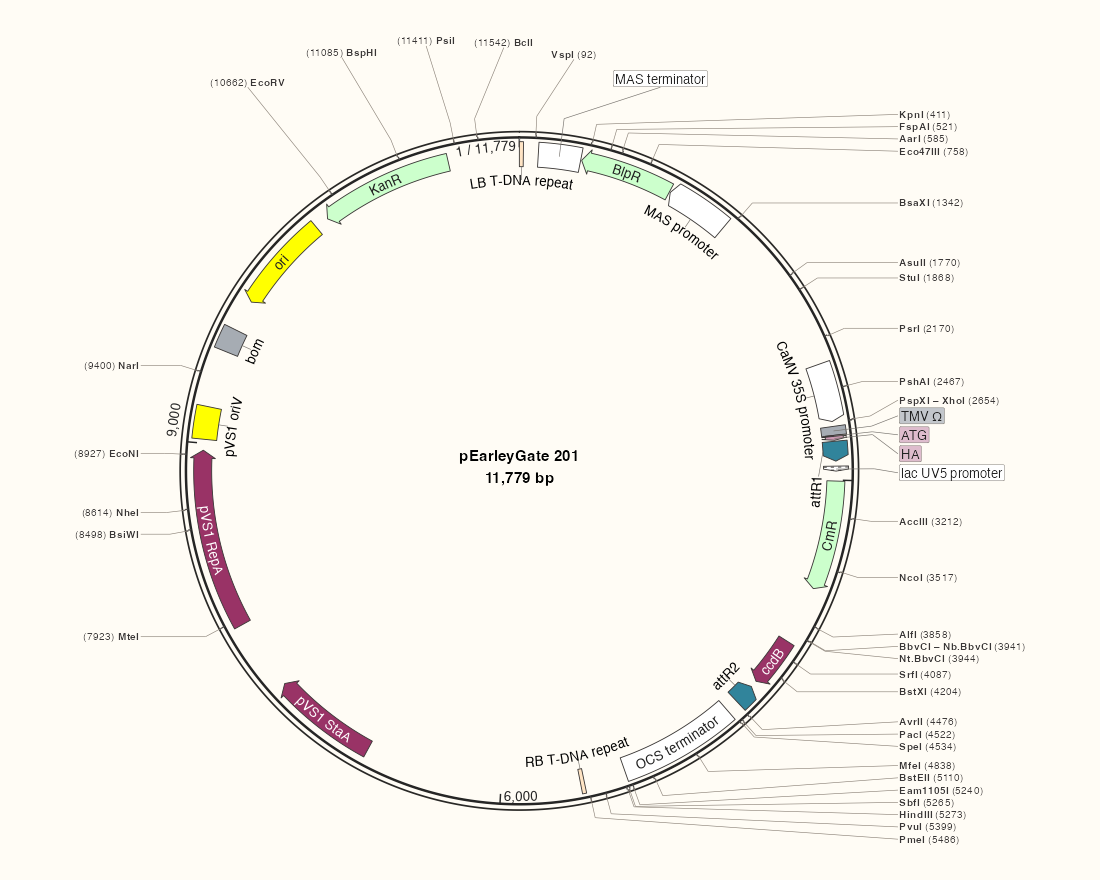 (11411) PsiI
(11542) BclI
(11085) BspHI
VspI (92)
(10662) EcoRV
MAS terminator
KpnI (411)
FspAI (521)
AarI (585)
Eco47III (758)
1 / 11,779
LB T-DNA repeat
KanR
BlpR
MAS promoter
BsaXI (1342)
ori
AsuII (1770)
StuI (1868)
PsrI (2170)
bom
(9400) NarI
CaMV 35S promoter
PshAI (2467)
PspXI – XhoI (2654)
TMV Ω
ATG
HA
lac UV5 promoter
9,000
pVS1 oriV
(8927) EcoNI
pEarleyGate 201
11,779 bp
attR1
(8614) NheI
(8498) BsiWI
pVS1 RepA
CmR
AccIII (3212)
NcoI (3517)
(7923) MteI
AlfI (3858)
BbvCI – Nb.BbvCI (3941)
Nt.BbvCI (3944)
SrfI (4087)
BstXI (4204)
ccdB
attR2
AvrII (4476)
PacI (4522)
SpeI (4534)
pVS1 StaA
RB T-DNA repeat
OCS terminator
MfeI (4838)
BstEII (5110)
Eam1105I (5240)
SbfI (5265)
HindIII (5273)
PvuI (5399)
PmeI (5486)
6,000